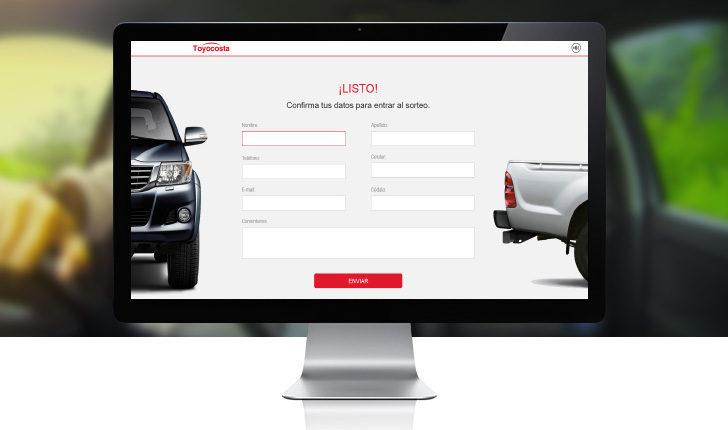 Toyocosta
¡LISTO!
Confirma tus datos para entrar al sorteo.
Nombre:
Apellido:
Teléfono:
Celular:
E-mail:
Cédula:
Comentarios:
ENVIAR